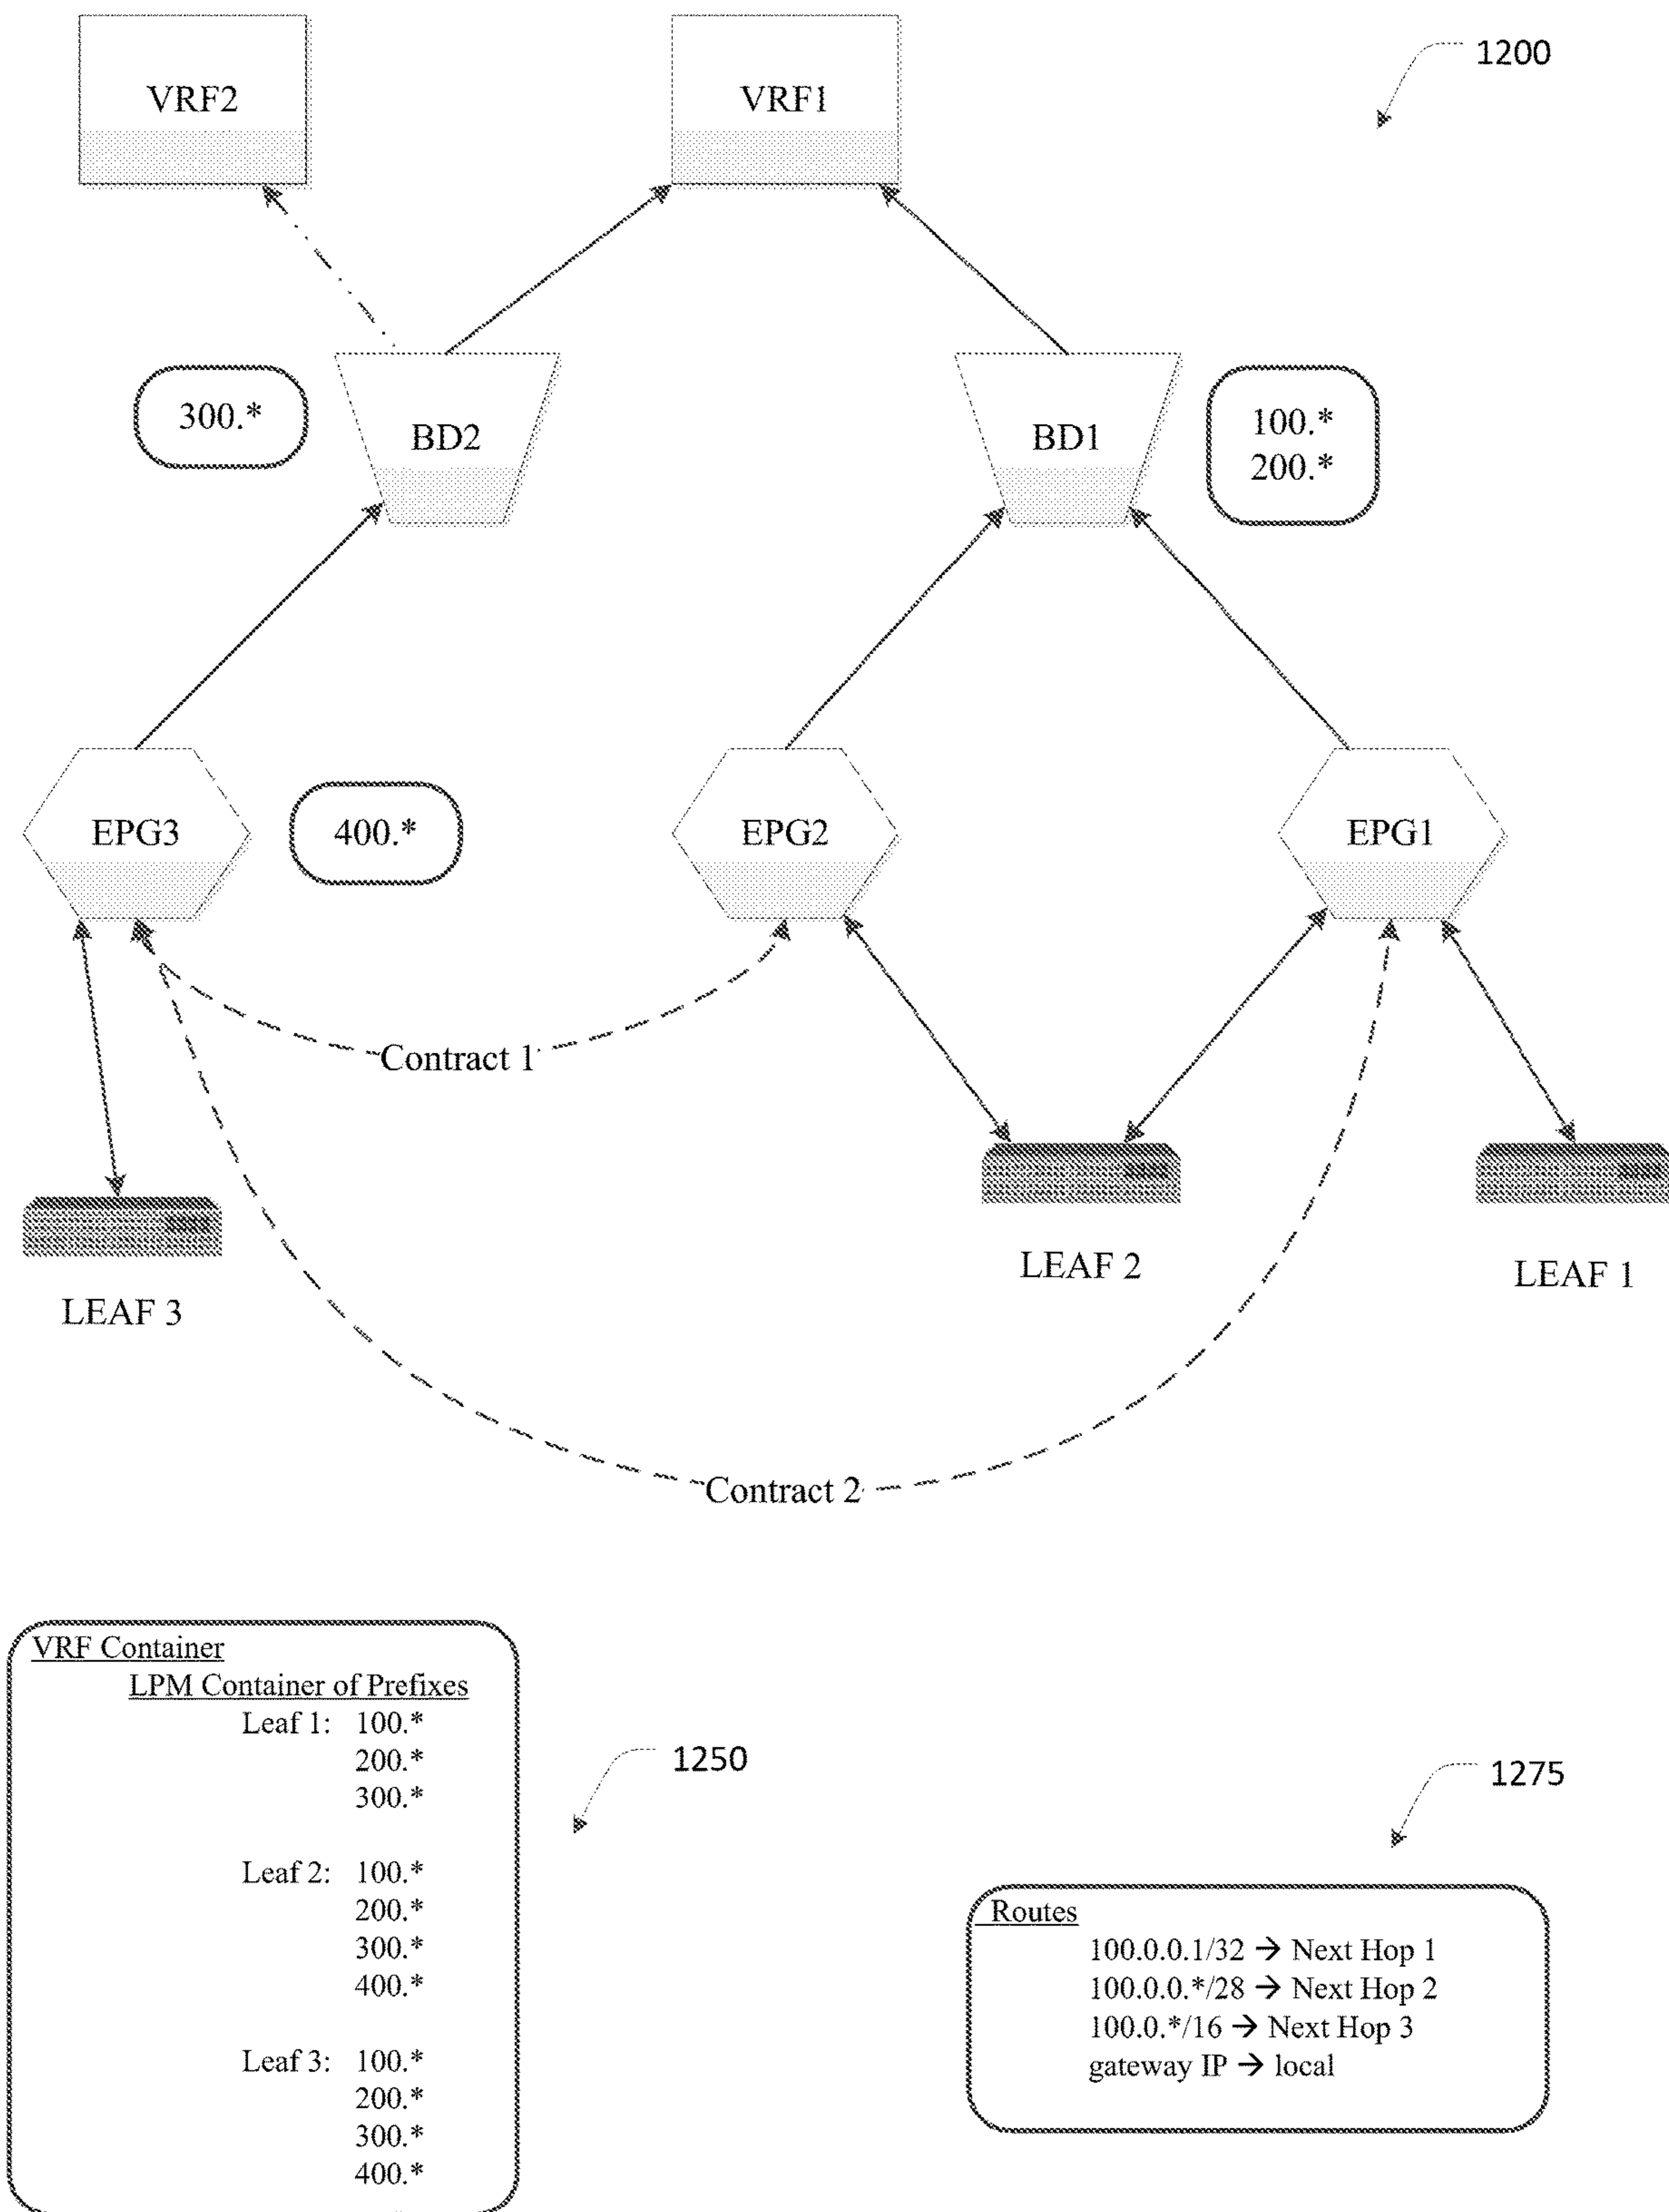 VRF2
VRF1
1200
300.*
BD2
BD1
100.*
200.*
EPG3
400.*
EPG2
EPG1
Contract 1
LEAF 3
LEAF 2
LEAF 1
Contract 2
VRF Container
LPM Container of Prefixes
Leaf 1: 100.*
200.*
300.*
1250
Leaf 2: 100.*
200.*
300.*
400.*
Leaf 3: 100.*
200.*
300.*
400.*
1275
Routes
100.0.0.1/32 → Next Hop 1
100.0.0.*/28 → Next Hop 2
100.0.*/16 → Next Hop 3
gateway IP → local